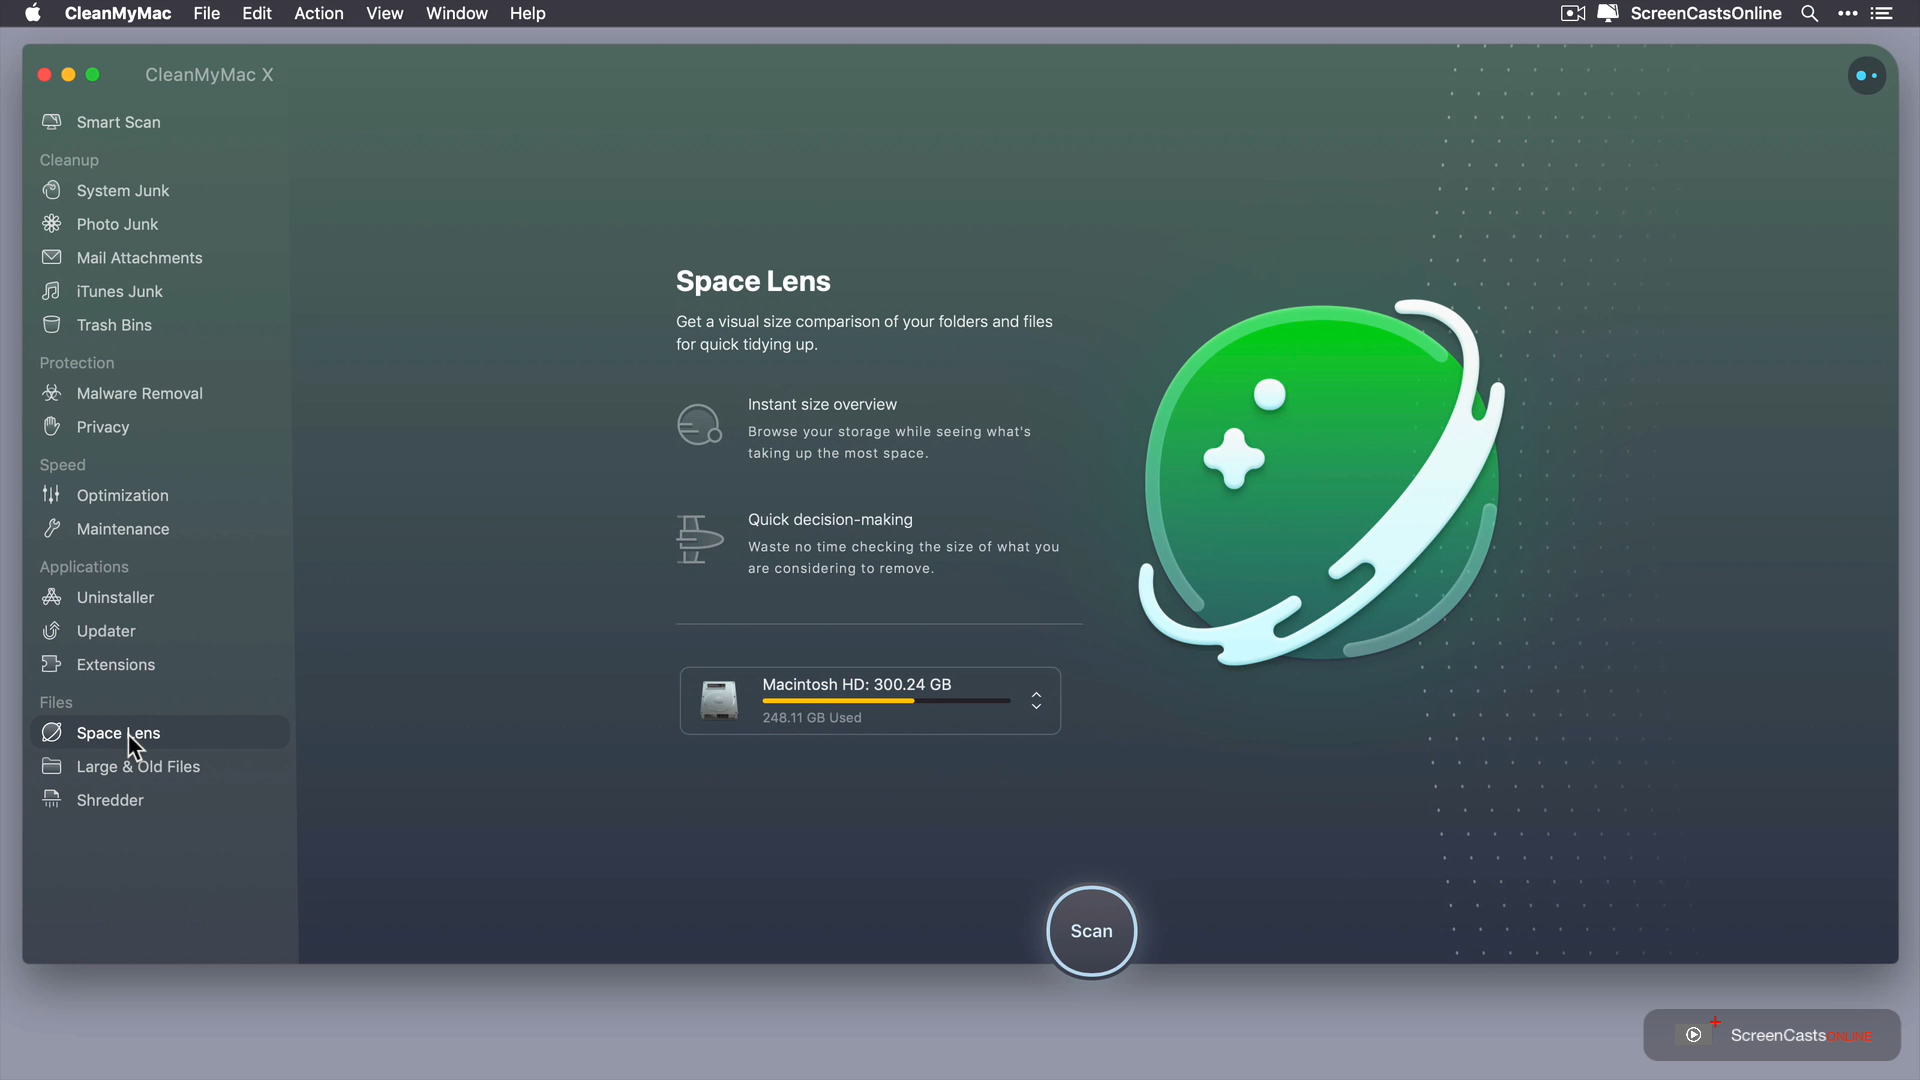 CleanMyMac File Edit Action View Window Help ScreenCastsOnline
CleanMyMac X
Smart Scan
Cleanup
System Junk
Photo Junk
Mail Attachments
iTunes Junk
Trash Bins
Protection
Malware Removal
Privacy
Speed
Optimization
Maintenance
Applications
Uninstaller
Updater
Extensions
Files
Space Lens
Large & Old Files
Shredder
Space Lens
Get a visual size comparison of your folders and files
for quick tidying up.
Instant size overview
Browse your storage while seeing what's
taking up the most space.
Quick decision-making
Waste no time checking the size of what you
are considering to remove.
Macintosh HD: 300.24 GB
248.11 GB Used
Scan
ScreenCastsONLINE